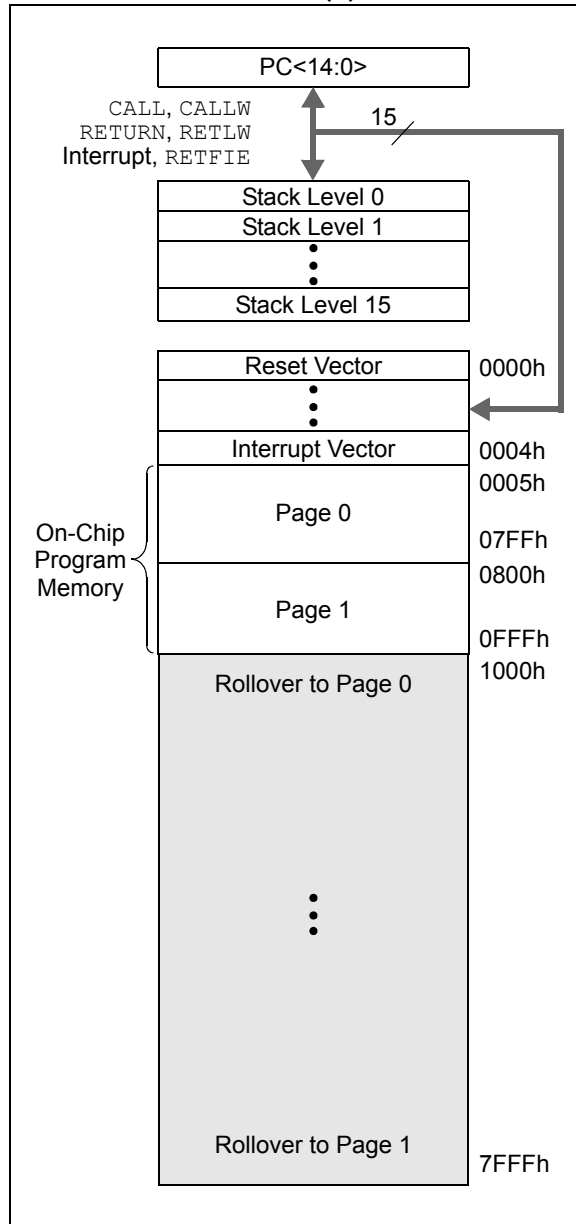 PC<14:0>
CALL, CALLW
RETURN, RETLW
Interrupt, RETFIE
15
Stack Level 0
Stack Level 1
Stack Level 15
Reset Vector
0000h
Interrupt Vector
0004h
0005h
On-Chip
Program
Memory
Page 0
07FFh
0800h
Page 1
0FFFh
1000h
Rollover to Page 0
Rollover to Page 1
7FFFh